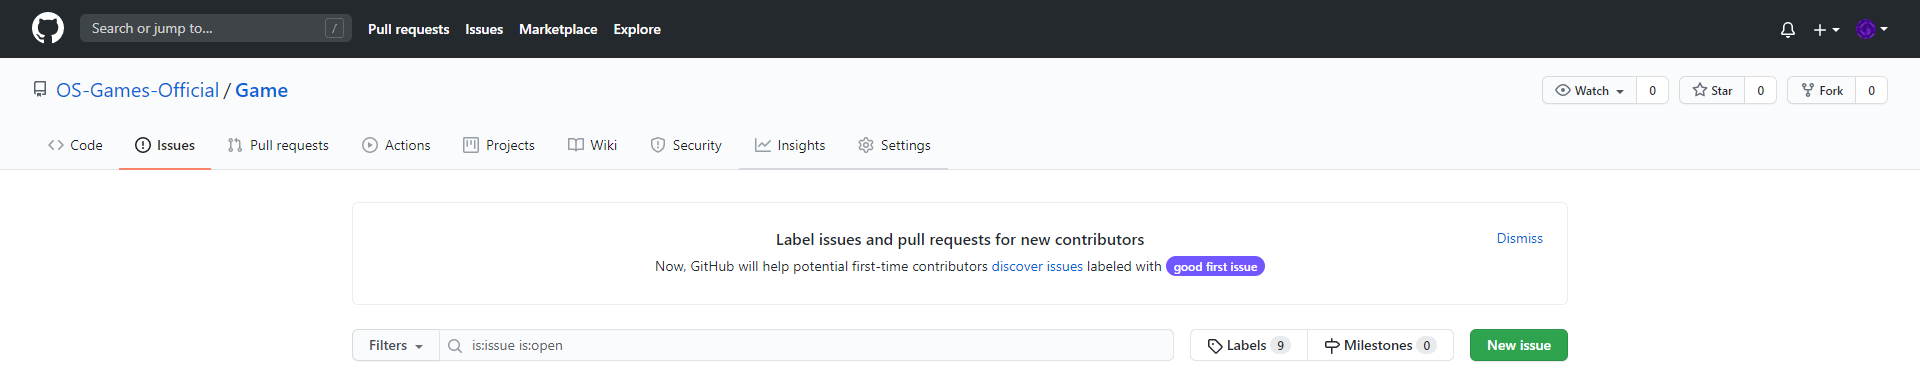 Search or jump to... / Pull requests Issues Marketplace Explore
OS-Games-Official / Game Watch 0 Star 0 Fork 0
Code Issues Pull requests Actions Projects Wiki Security Insights Settings
Label issues and pull requests for new contributors Dismiss
Now, GitHub will help potential first-time contributors discover issues labeled with good first issue
Filters is:issue is:open Labels 9 Milestones 0 New issue